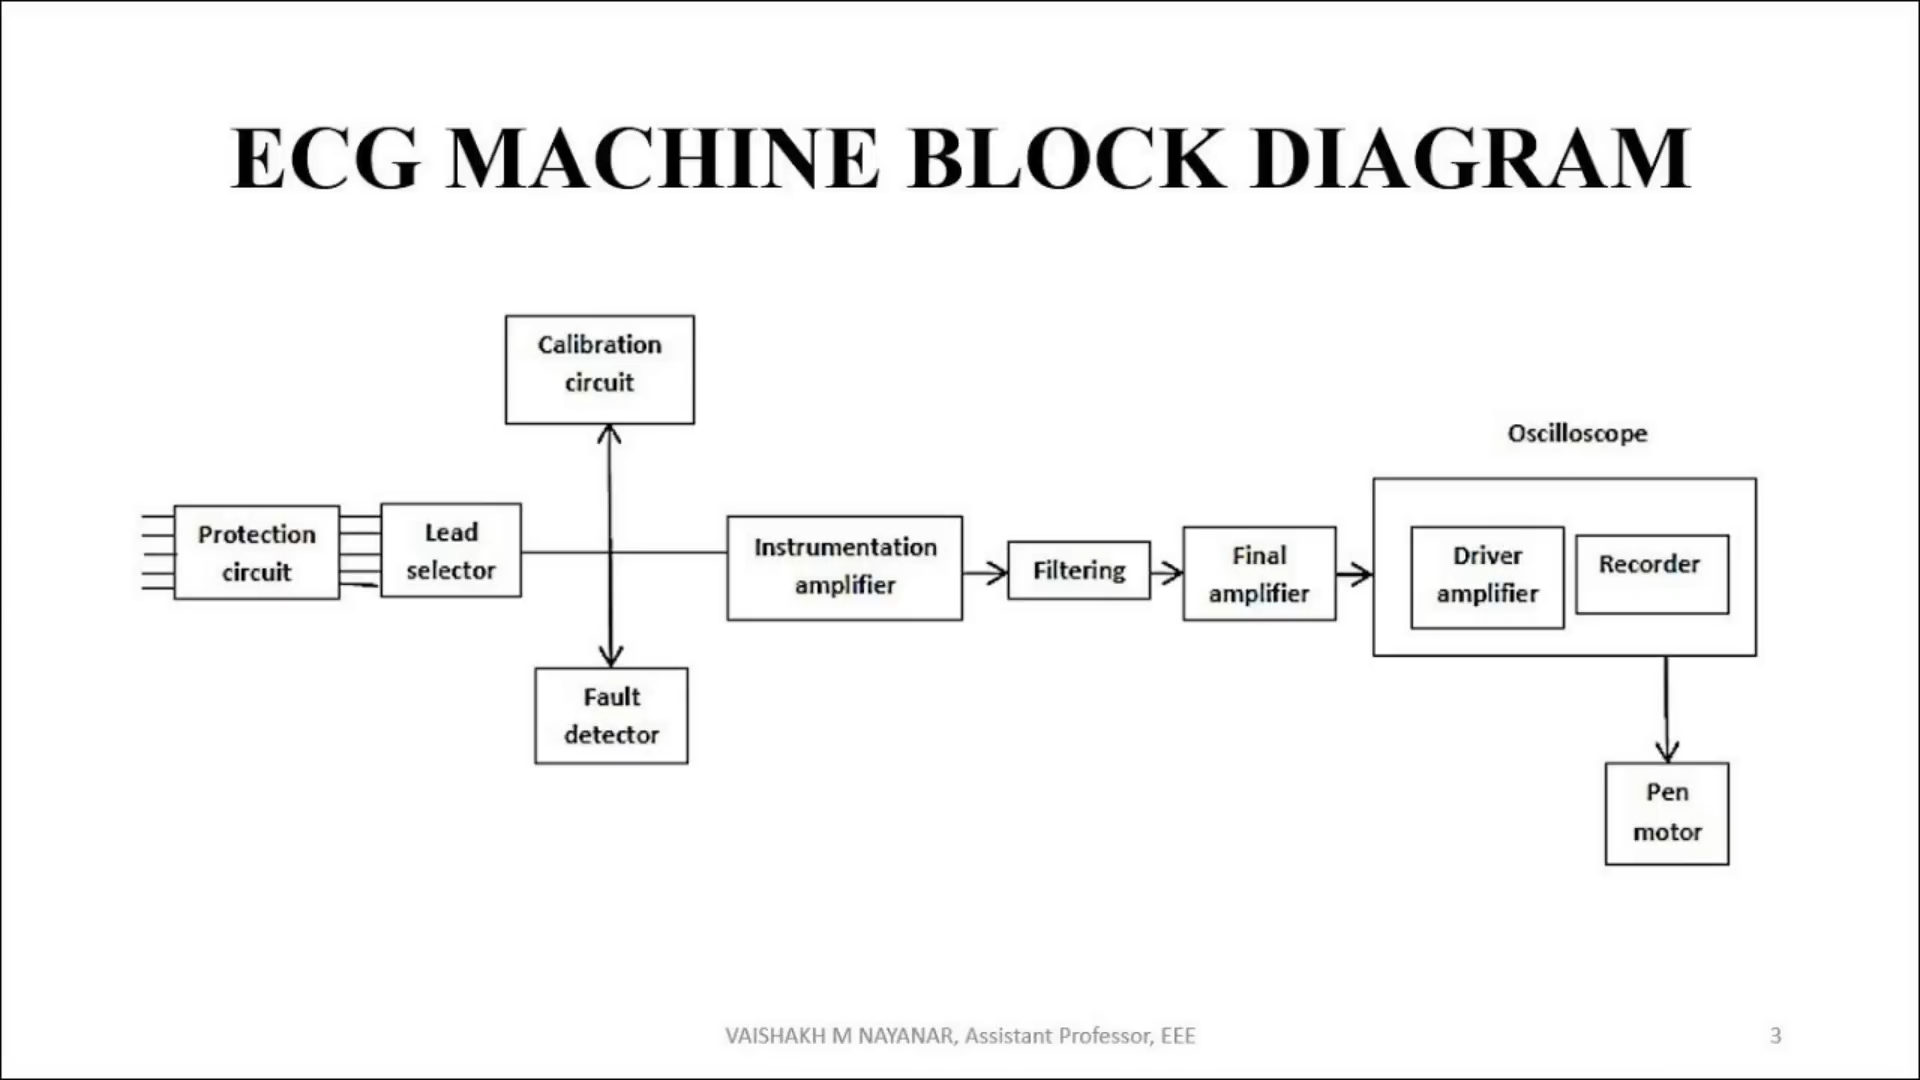 ECG MACHINE BLOCK DIAGRAM
Calibration
circuit
Oscilloscope
Protection
circuit
Lead
selector
Instrumentation
amplifier
Filtering
Final
amplifier
Driver
amplifier
Recorder
Fault
detector
Pen
motor
VAISHAKH M NAYANAR, Assistant Professor, EEE
3